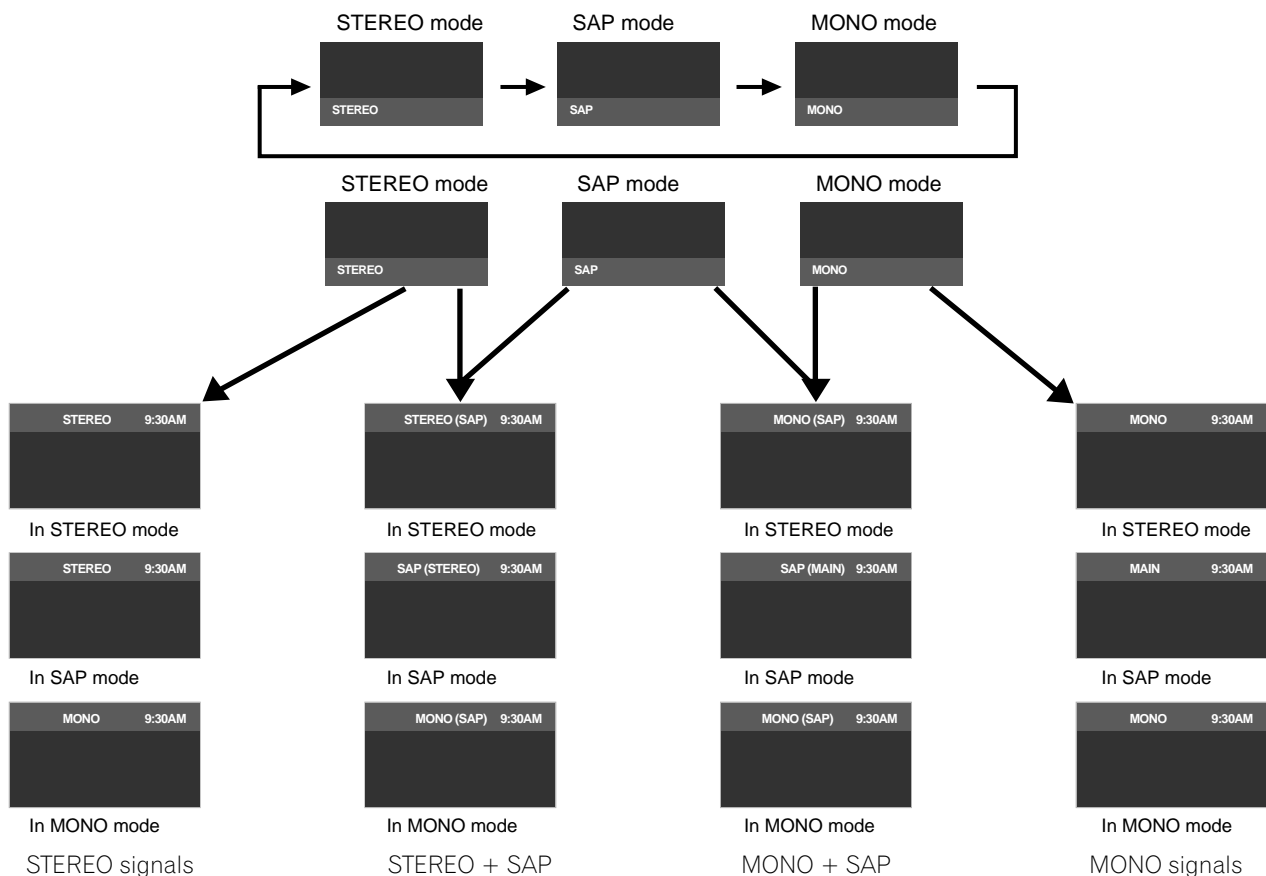 STEREO mode SAP mode MONO mode
STEREO SAP MONO
STEREO mode SAP mode MONO mode
STEREO SAP MONO
STEREO 9:30AM STEREO (SAP) 9:30AM MONO (SAP) 9:30AM MONO 9:30AM
In STEREO mode In STEREO mode In STEREO mode In STEREO mode
STEREO 9:30AM SAP (STEREO) 9:30AM SAP (MAIN) 9:30AM MAIN 9:30AM
In SAP mode In SAP mode In SAP mode In SAP mode
MONO 9:30AM MONO (SAP) 9:30AM MONO (SAP) 9:30AM MONO 9:30AM
In MONO mode In MONO mode In MONO mode In MONO mode
STEREO signals STEREO + SAP MONO + SAP MONO signals